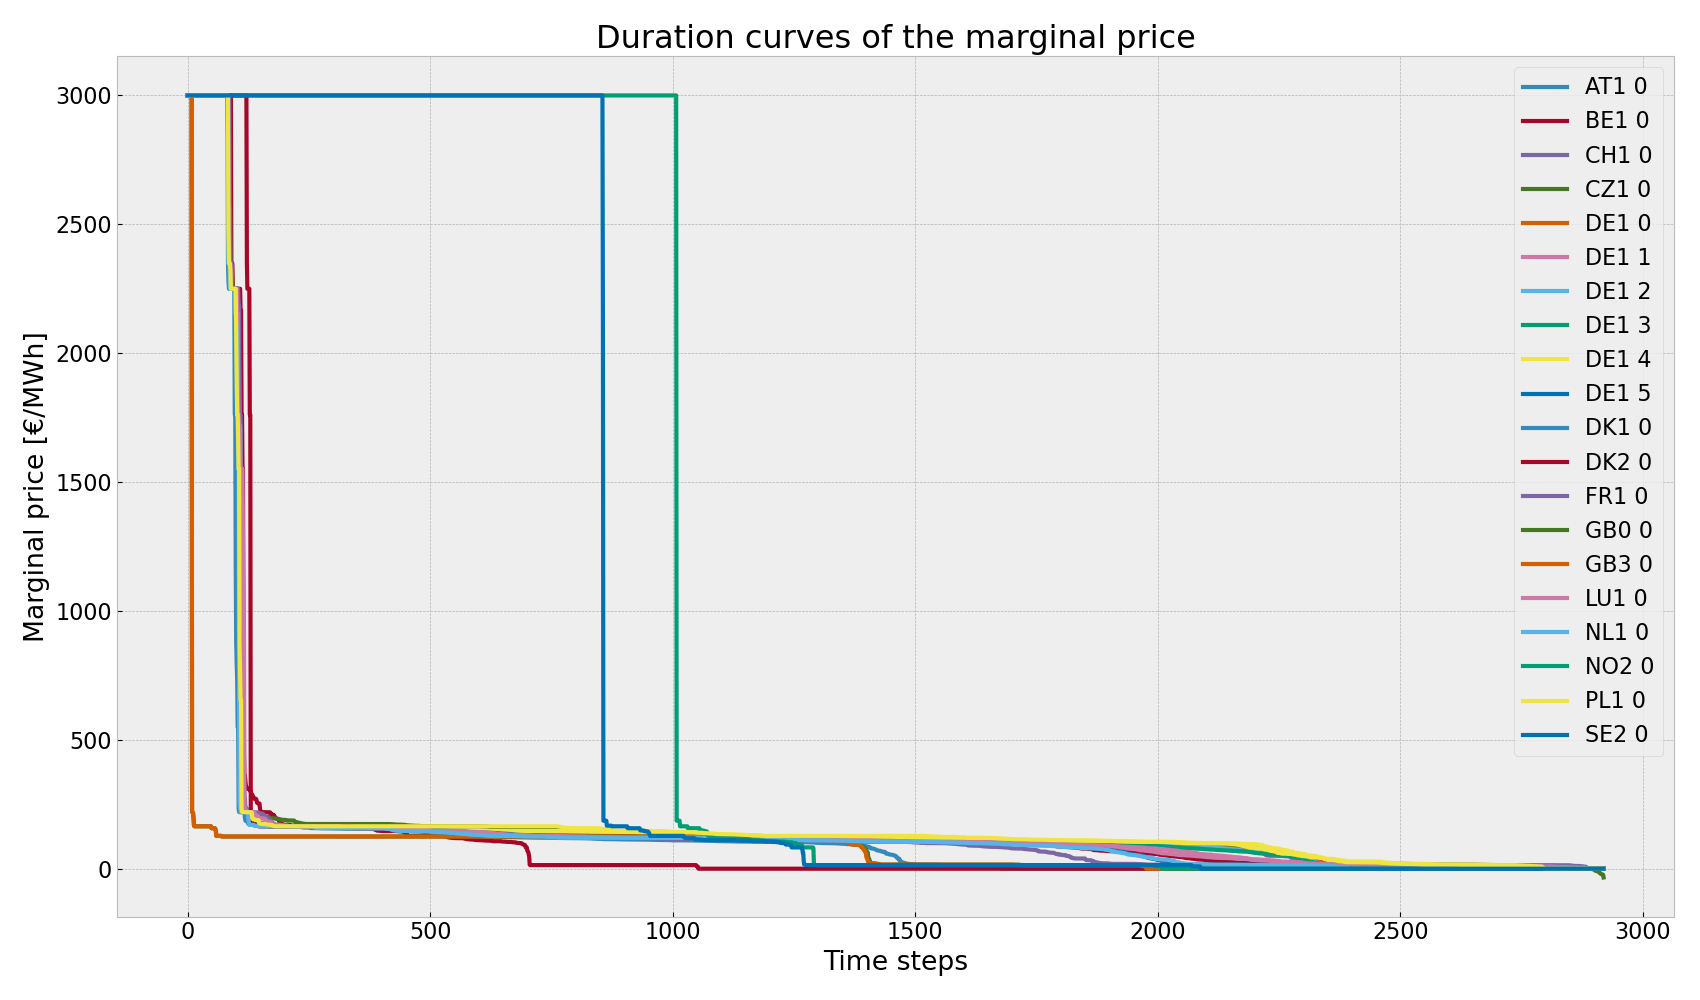 Duration curves of the marginal price
Marginal price [€/MWh]
3000
2500
2000
1500
1000
500
0
0
500
1000
1500
2000
2500
3000
Time steps
AT1 0
BE1 0
CH1 0
CZ1 0
DE1 0
DE1 1
DE1 2
DE1 3
DE1 4
DE1 5
DK1 0
DK2 0
FR1 0
GB0 0
GB3 0
LU1 0
NL1 0
NO2 0
PL1 0
SE2 0